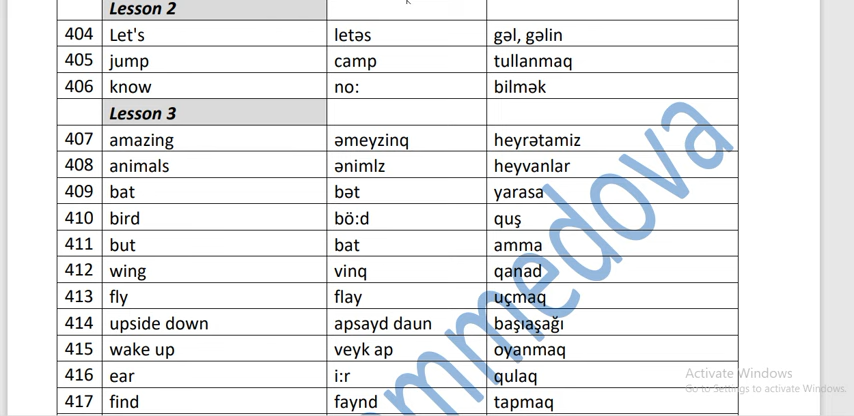 Lesson 2
404 Let's letəs gəl, gəlin
405 jump camp tullanmaq
406 know no: bilmək
Lesson 3
407 amazing əmeyzinq heyrətamiz
408 animals ənimlz heyvanlar
409 bat bət yarasa
410 bird bö:d quş
411 but bat amma
412 wing vinq qanad
413 fly flay uçmaq
414 upside down apsayd daun başıaşağı
415 wake up veyk ap oyanmaq
416 ear i:r qulaq
417 find faynd tapmaq
mmedova
Activate Windows
Go to Settings to activate Windows.